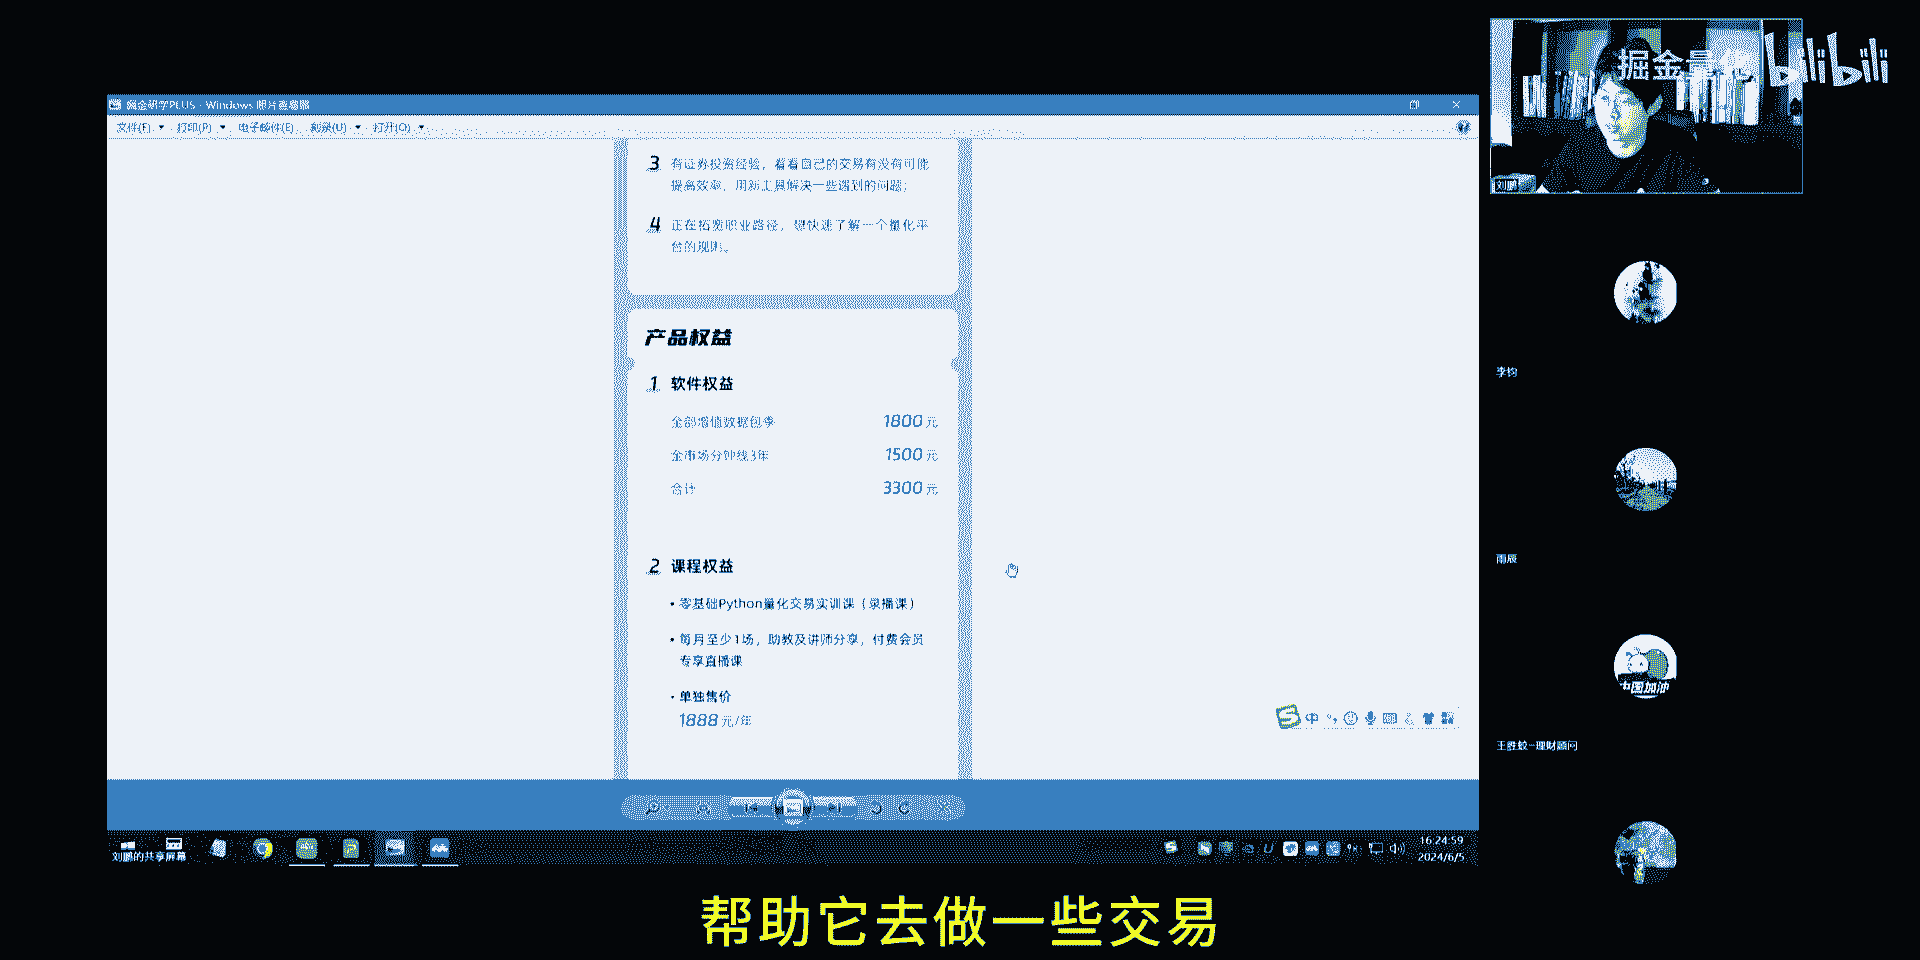 掘金量化 bilibili
掘金研学PLUS - Windows 照片查看器
文件(F) 打印(P) 电子邮件(E) 刻录(U) 打开(O)
3 有证券投资经验，看看自己的交易有没有可能
提高效率，用新工具解决一些遇到的问题；
4 正在拓宽职业路径，想快速了解一个量化平
台的规则。
产品权益
1 软件权益
全部增值数据包季 1800元
全市场分钟线3年 1500元
合计 3300元
2 课程权益
• 零基础Python量化交易实训课（录播课）
• 每月至少1场，助教及讲师分享，付费会员
专享直播课
• 单独售价
1888元/年
中
刘鹏
李钧
雨辰
中国加油
王胜蛟-理财顾问
刘鹏的共享屏幕
16:24:59
2024/6/5
帮助它去做一些交易